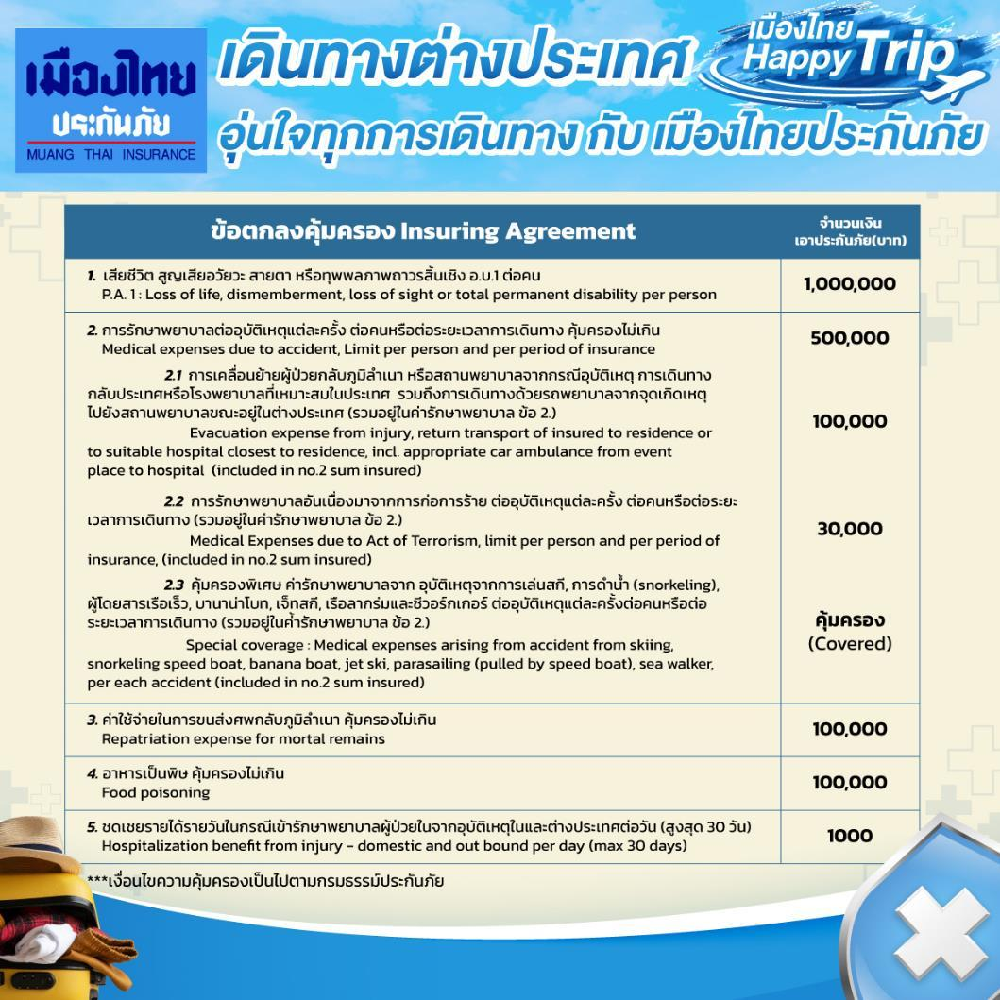 เมืองไทย
ประกันภัย
MUANG THAI INSURANCE
เดินทางต่างประเทศ
เมืองไทย
Happy Trip
อุ่นใจทุกการเดินทาง กับ เมืองไทยประกันภัย
ข้อตกลงคุ้มครอง Insuring Agreement
จำนวนเงิน
เอาประกันภัย(บาท)
1. เสียชีวิต สูญเสียอวัยวะ สายตา หรือทุพพลภาพถาวรสิ้นเชิง อ.บ.1 ต่อคน
P.A. 1 : Loss of life, dismemberment, loss of sight or total permanent disability per person
1,000,000
2. การรักษาพยาบาลต่ออุบัติเหตุแต่ละครั้ง ต่อคนหรือต่อระยะเวลาการเดินทาง คุ้มครองไม่เกิน
Medical expenses due to accident, Limit per person and per period of insurance
500,000
2.1 การเคลื่อนย้ายผู้ป่วยกลับภูมิลำเนา หรือสถานพยาบาลจากกรณีอุบัติเหตุ การเดินทาง
กลับประเทศหรือโรงพยาบาลที่เหมาะสมในประเทศ รวมถึงการเดินทางด้วยรถพยาบาลจากจุดเกิดเหตุ
ไปยังสถานพยาบาลขณะอยู่ในต่างประเทศ (รวมอยู่ในค่ารักษาพยาบาล ข้อ 2.)
Evacuation expense from injury, return transport of insured to residence or
to suitable hospital closest to residence, incl. appropriate car ambulance from event
place to hospital (included in no.2 sum insured)
100,000
2.2 การรักษาพยาบาลอันเนื่องมาจากการก่อการร้าย ต่ออุบัติเหตุแต่ละครั้ง ต่อคนหรือต่อระยะ
เวลาการเดินทาง (รวมอยู่ในค่ารักษาพยาบาล ข้อ 2.)
Medical Expenses due to Act of Terrorism, limit per person and per period of
insurance, (included in no.2 sum insured)
30,000
2.3 คุ้มครองพิเศษ ค่ารักษาพยาบาลจาก อุบัติเหตุจากการเล่นสกี, การดำน้ำ (snorkeling),
ผู้โดยสารเรือเร็ว, บานาน่าโบท, เจ็ทสกี, เรือลากร่มและซีวอร์กเกอร์ ต่ออุบัติเหตุแต่ละครั้งต่อคนหรือต่อ
ระยะเวลาการเดินทาง (รวมอยู่ในค่ำรักษาพยาบาล ข้อ 2.)
Special coverage : Medical expenses arising from accident from skiing,
snorkeling speed boat, banana boat, jet ski, parasailing (pulled by speed boat), sea walker,
per each accident (included in no.2 sum insured)
คุ้มครอง
(Covered)
3. ค่าใช้จ่ายในการขนส่งศพกลับภูมิลำเนา คุ้มครองไม่เกิน
Repatriation expense for mortal remains
100,000
4. อาหารเป็นพิษ คุ้มครองไม่เกิน
Food poisoning
100,000
5. ชดเชยรายได้รายวันในกรณีเข้ารักษาพยาบาลผู้ป่วยในจากอุบัติเหตุในและต่างประเทศต่อวัน (สูงสุด 30 วัน)
Hospitalization benefit from injury – domestic and out bound per day (max 30 days)
1000
***เงื่อนไขความคุ้มครองเป็นไปตามกรมธรรม์ประกันภัย